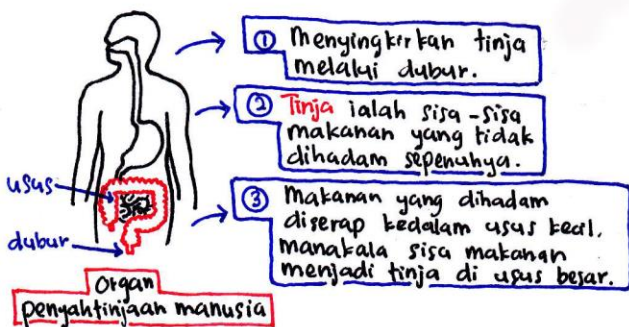 ① Menyingkirkan tinja
melalui dubur.
② Tinja ialah sisa-sisa
makanan yang tidak
dihadam sepenuhnya.
③ Makanan yang dihadam
diserap kedalam usus kecil,
manakala sisa makanan
menjadi tinja di usus besar.
usus
dubur
Organ
penyahtinjaan manusia